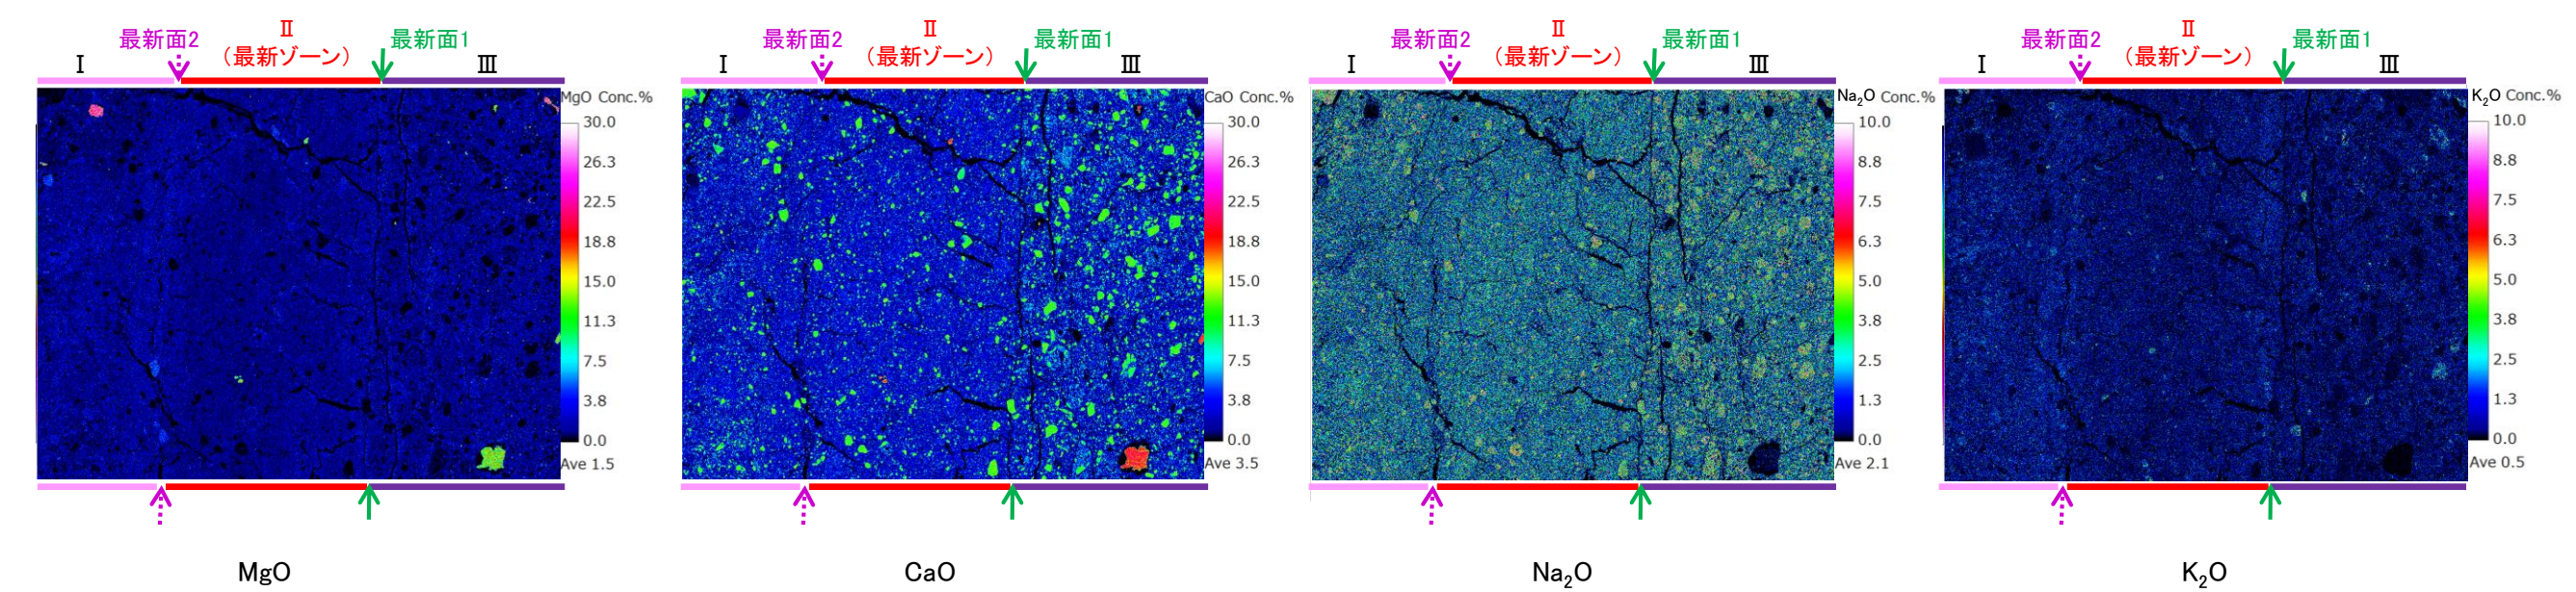 最新面2
Ⅱ
(最新ゾーン)
最新面1
Ⅰ
Ⅲ
MgO Conc.%
30.0
26.3
22.5
18.8
15.0
11.3
7.5
3.8
0.0
Ave 1.5
MgO
最新面2
Ⅱ
(最新ゾーン)
最新面1
Ⅰ
Ⅲ
CaO Conc.%
30.0
26.3
22.5
18.8
15.0
11.3
7.5
3.8
0.0
Ave 3.5
CaO
最新面2
Ⅱ
(最新ゾーン)
最新面1
Ⅰ
Ⅲ
Na₂O Conc.%
10.0
8.8
7.5
6.3
5.0
3.8
2.5
1.3
0.0
Ave 2.1
Na₂O
最新面2
Ⅱ
(最新ゾーン)
最新面1
Ⅰ
Ⅲ
K₂O Conc.%
10.0
8.8
7.5
6.3
5.0
3.8
2.5
1.3
0.0
Ave 0.5
K₂O